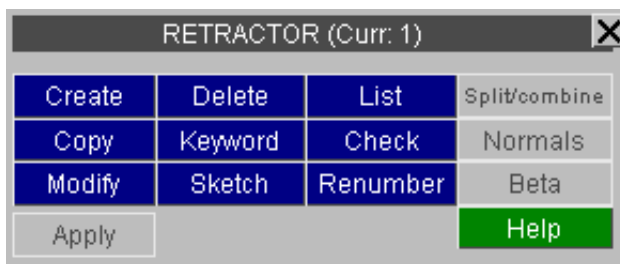 RETRACTOR (Curr: 1)
Create Delete List Split/combine
Copy Keyword Check Normals
Modify Sketch Renumber Beta
Apply Help